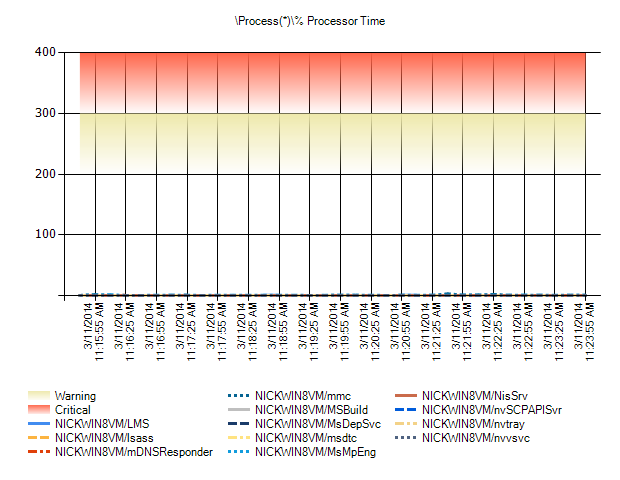 \Process(*)\% Processor Time
400
300
200
100
3/11/2014
11:15:55 AM
3/11/2014
11:16:25 AM
3/11/2014
11:16:55 AM
3/11/2014
11:17:25 AM
3/11/2014
11:17:55 AM
3/11/2014
11:18:25 AM
3/11/2014
11:18:55 AM
3/11/2014
11:19:25 AM
3/11/2014
11:19:55 AM
3/11/2014
11:20:25 AM
3/11/2014
11:20:55 AM
3/11/2014
11:21:25 AM
3/11/2014
11:21:55 AM
3/11/2014
11:22:25 AM
3/11/2014
11:22:55 AM
3/11/2014
11:23:25 AM
3/11/2014
11:23:55 AM
Warning
Critical
NICKWIN8VM/LMS
NICKWIN8VM/lsass
NICKWIN8VM/mDNSResponder
NICKWIN8VM/mmc
NICKWIN8VM/MSBuild
NICKWIN8VM/MsDepSvc
NICKWIN8VM/msdtc
NICKWIN8VM/MsMpEng
NICKWIN8VM/NisSrv
NICKWIN8VM/nvSCPAPISvr
NICKWIN8VM/nvtray
NICKWIN8VM/nvvsvc